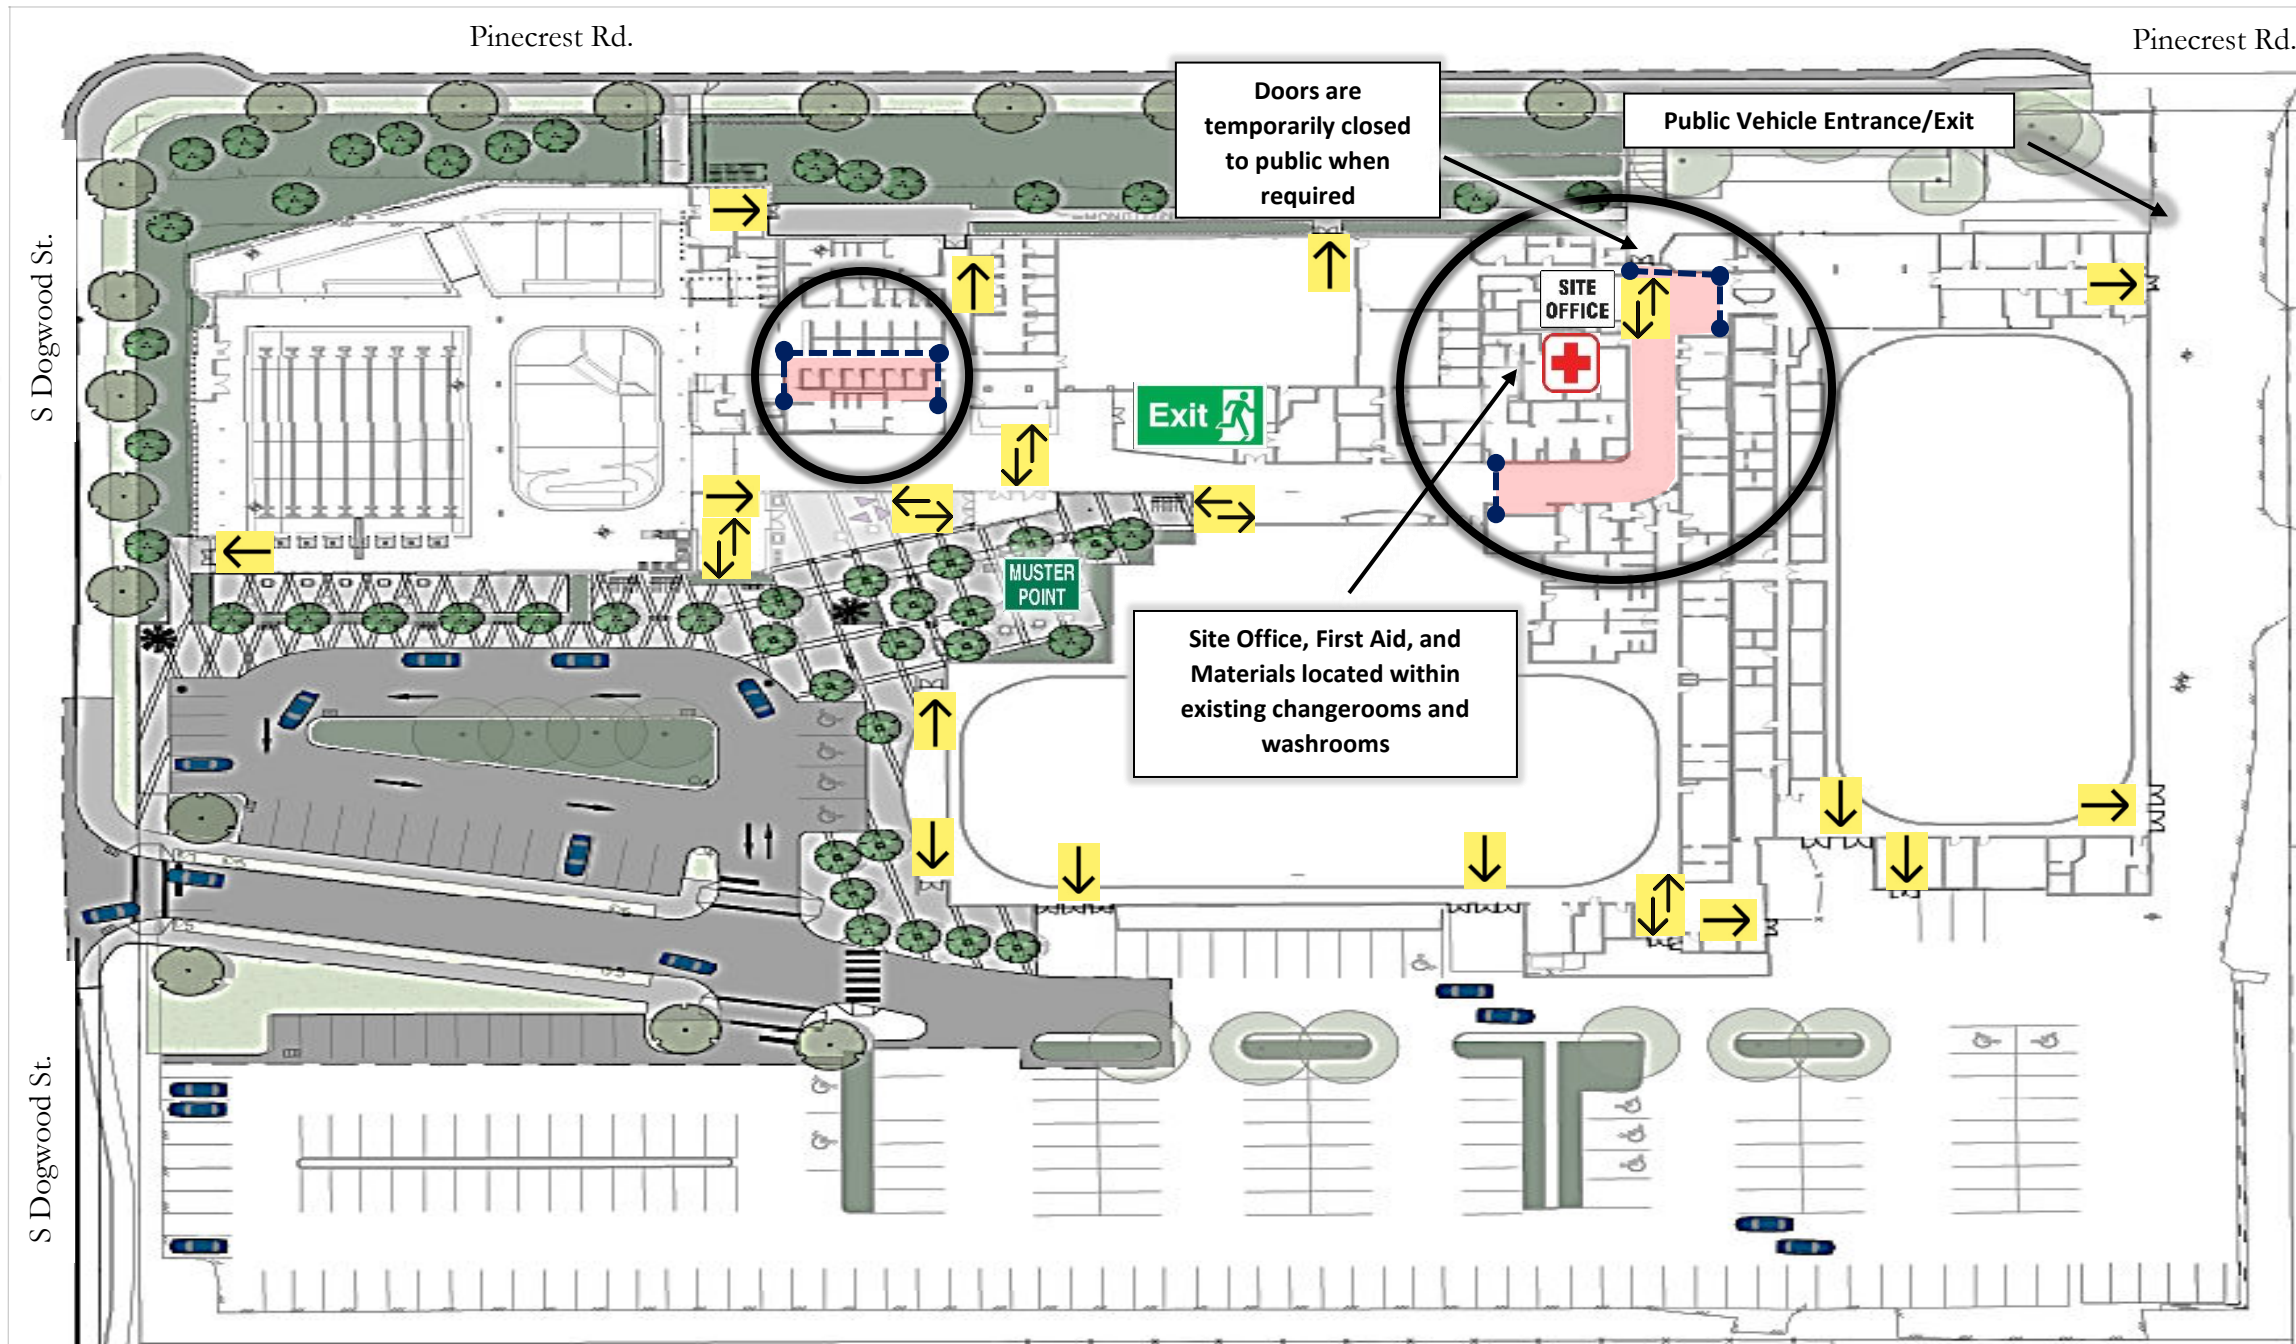 Pinecrest Rd.
Pinecrest Rd.
Doors are
temporarily closed
to public when
required
Public Vehicle Entrance/Exit
S Dogwood St.
SITE
OFFICE
Exit
MUSTER
POINT
Site Office, First Aid, and
Materials located within
existing changerooms and
washrooms
S Dogwood St.